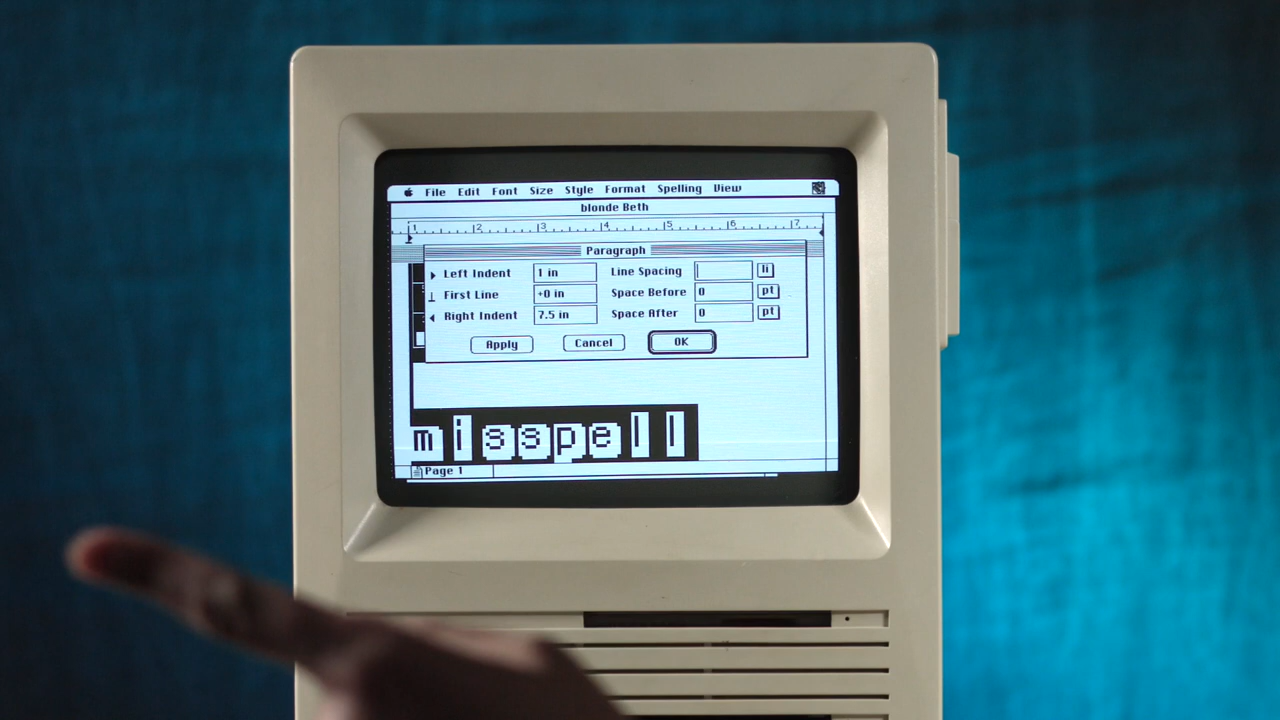 File Edit Font Size Style Format Spelling View
blonde Beth
1 2 3 4 5 6 7
Paragraph
Left Indent 1 in Line Spacing li
First Line +0 in Space Before 0 pt
Right Indent 7.5 in Space After 0 pt
Apply Cancel OK
misspell
Page 1